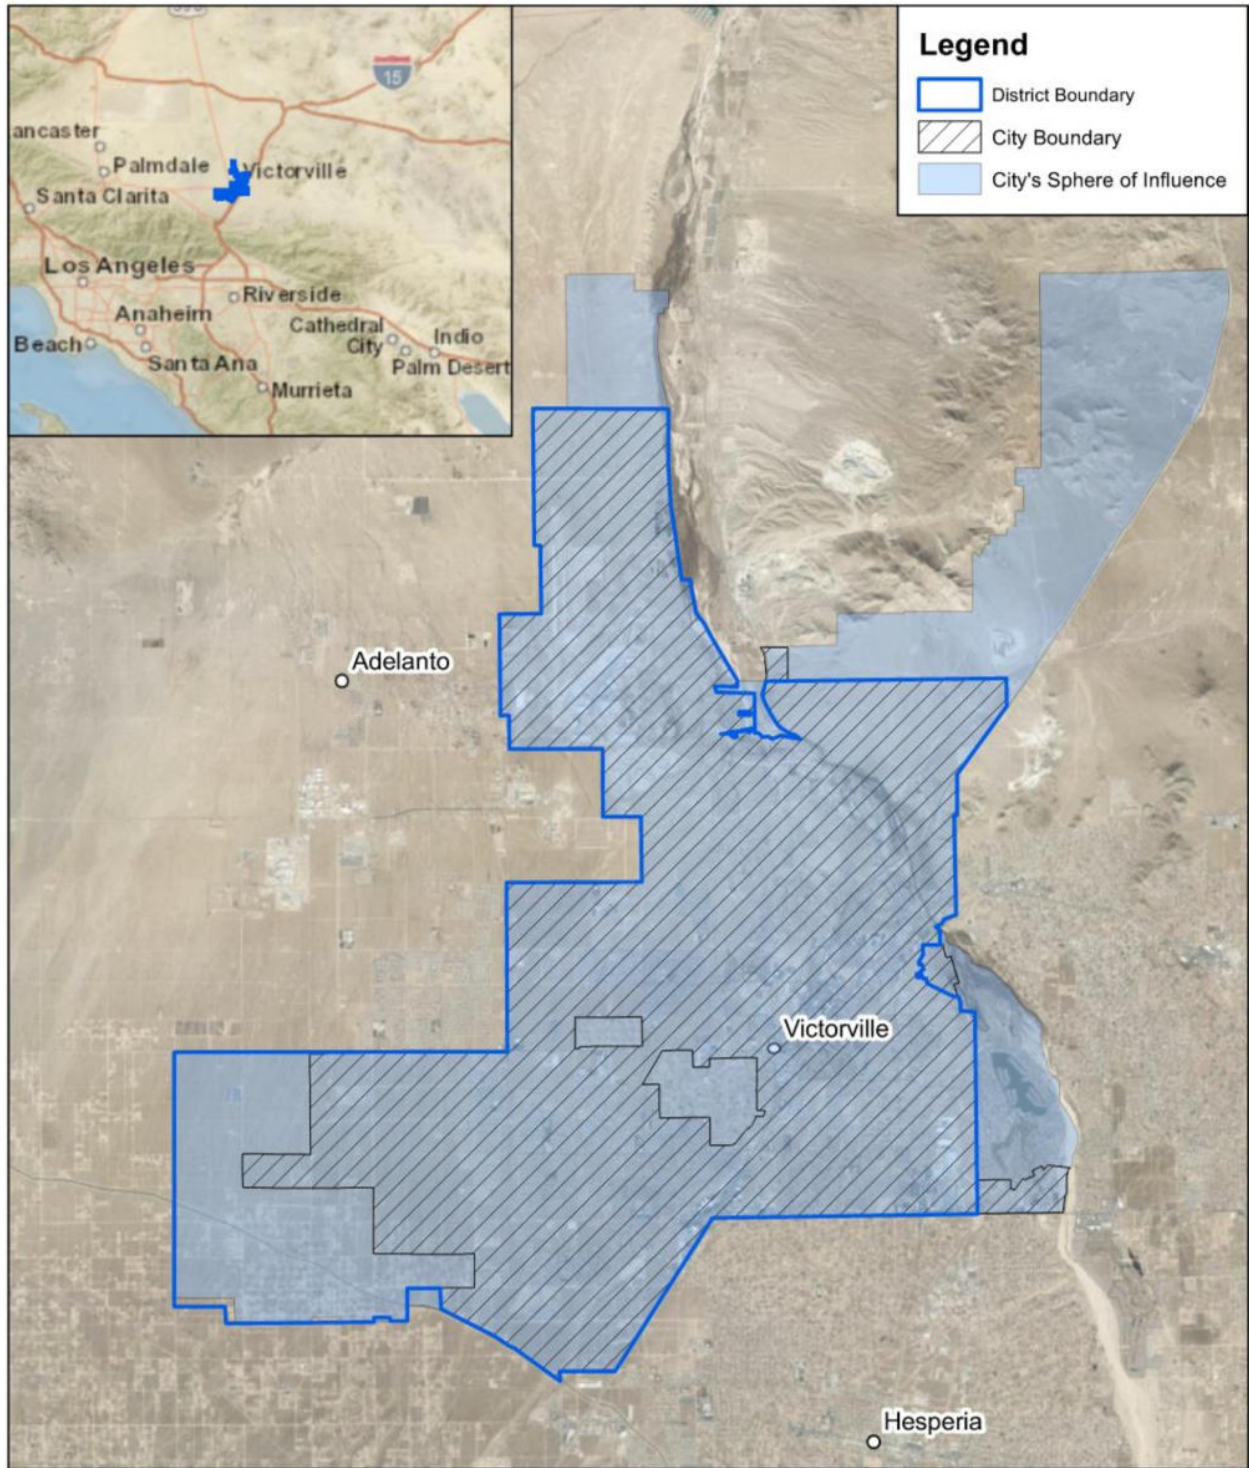 395
15
ancaster
Palmdale
Victorville
Santa Clarita
Los Angeles
Riverside
Anaheim
Cathedral
City
Indio
Beach
Santa Ana
Palm Desert
Murrieta
Legend
District Boundary
City Boundary
City's Sphere of Influence
Adelanto
Victorville
Hesperia